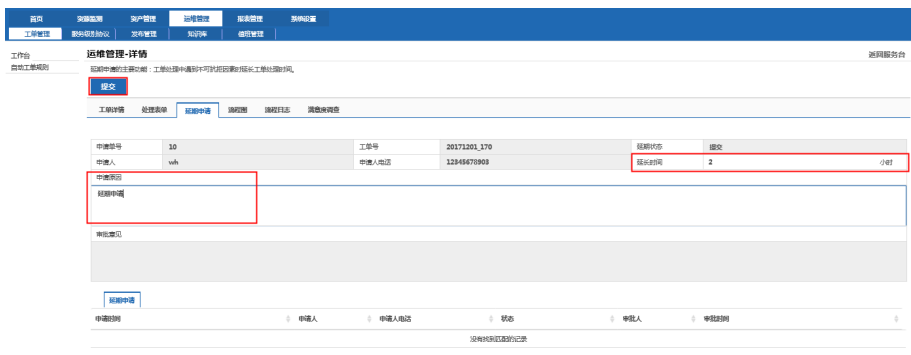 首页 资源监测 资产管理 运维管理 报表管理 系统设置
工单管理 服务级别协议 发布管理 知识库 值班管理
工作台
自动工单规则
运维管理-详情 返回服务台
延期申请的主要功能：工单处理中遇到不可抗拒因素时延长工单处理时间。
提交
工单详情 处理表单 延期申请 流程图 流程日志 满意度调查
申请单号 10 工单号 20171201_170 延期状态 提交
申请人 wh 申请人电话 12345678903 延长时间 2 小时
申请原因
延期申请
审批意见
延期申请
申请时间 申请人 申请人电话 状态 审批人 审批时间
没有找到匹配的记录